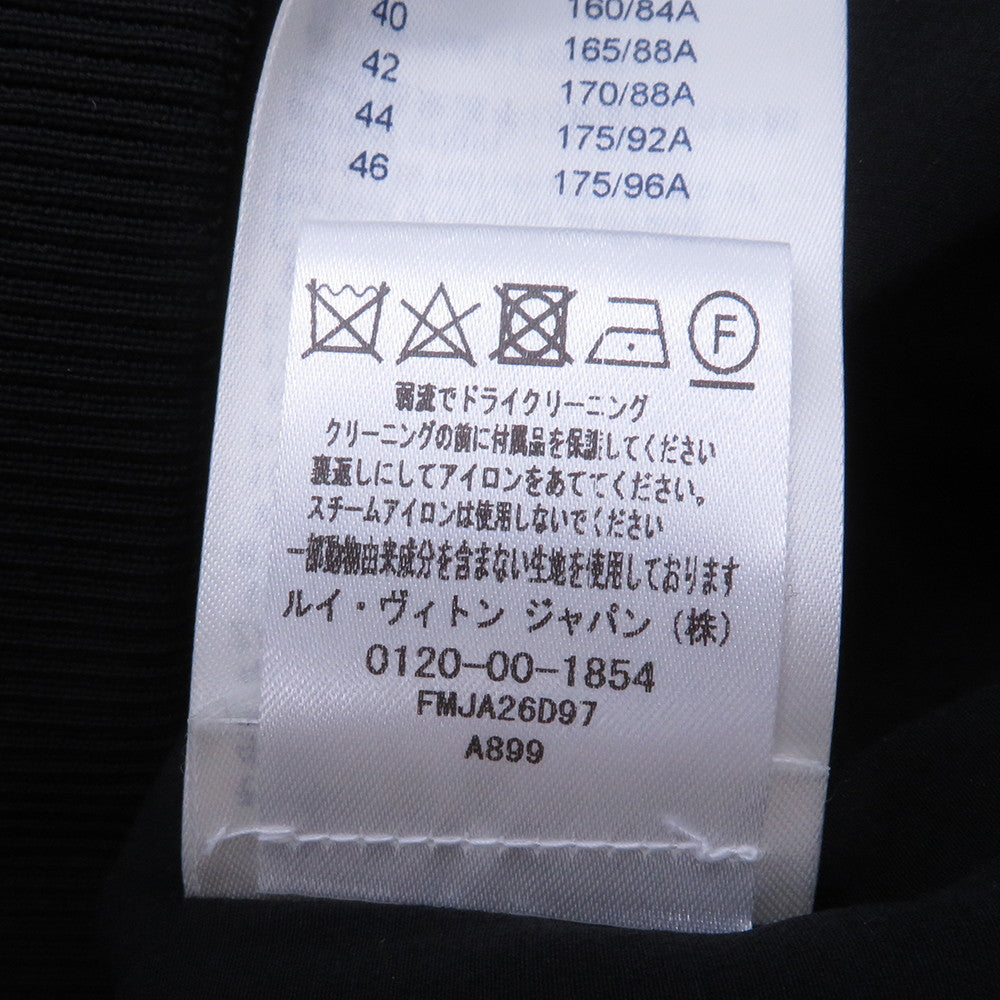 40 160/84A
42 165/88A
44 170/88A
46 175/92A
175/96A
F
弱流でドライクリーニング
クリーニングの前に付属品を保護してください
裏返しにしてアイロンをあててください。
スチームアイロンは使用しないでください
一部動物由来成分を含まない生地を使用しております
ルイ・ヴィトン ジャパン（株）
0120-00-1854
FMJA26D97
A899